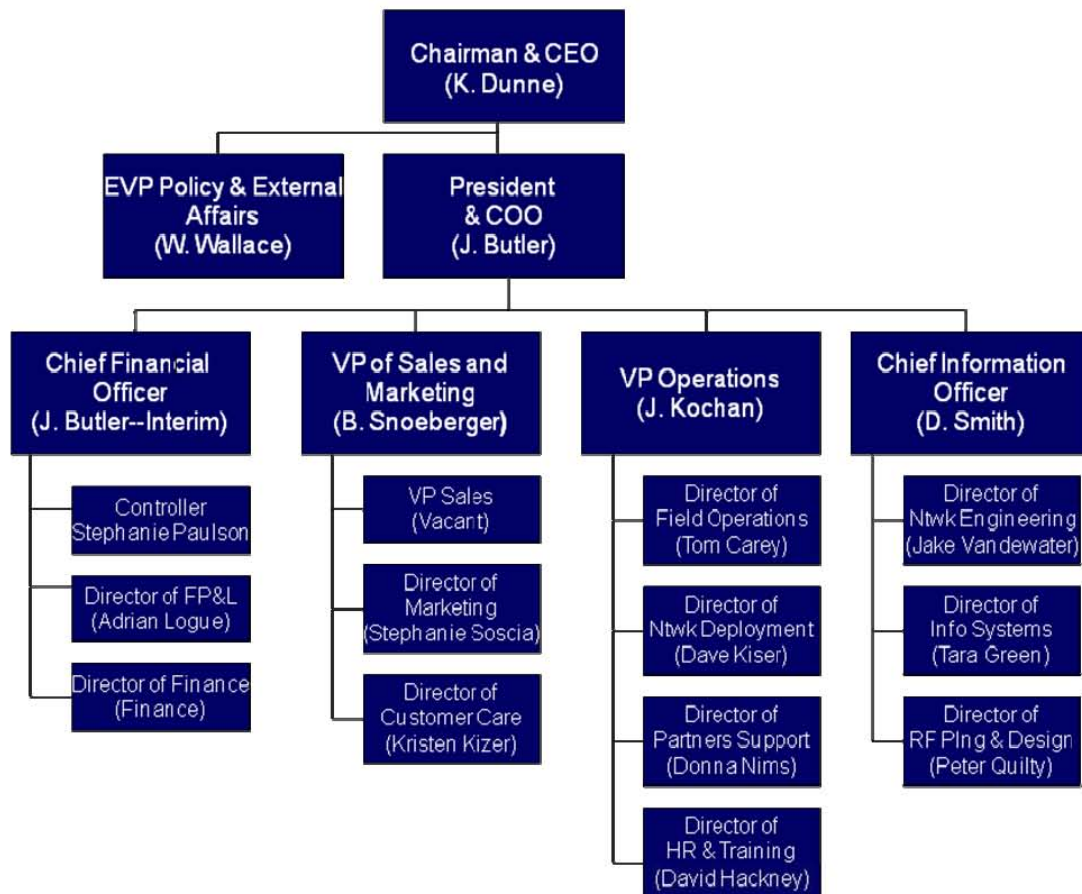 Chairman & CEO
(K. Dunne)
EVP Policy & External
Affairs
(W. Wallace)
President
& COO
(J. Butler)
Chief Financial
Officer
(J. Butler--Interim)
VP of Sales and
Marketing
(B. Snoeberger)
VP Operations
(J. Kochan)
Chief Information
Officer
(D. Smith)
Controller
Stephanie Paulson
Director of FP&L
(Adrian Logue)
Director of Finance
(Finance)
VP Sales
(Vacant)
Director of
Marketing
(Stephanie Soscia)
Director of
Customer Care
(Kristen Kizer)
Director of
Field Operations
(Tom Carey)
Director of
Ntwk Deployment
(Dave Kiser)
Director of
Partners Support
(Donna Nims)
Director of
HR & Training
(David Hackney)
Director of
Ntwk Engineering
(Jake Vandewater)
Director of
Info Systems
(Tara Green)
Director of
RF Plng & Design
(Peter Quilty)